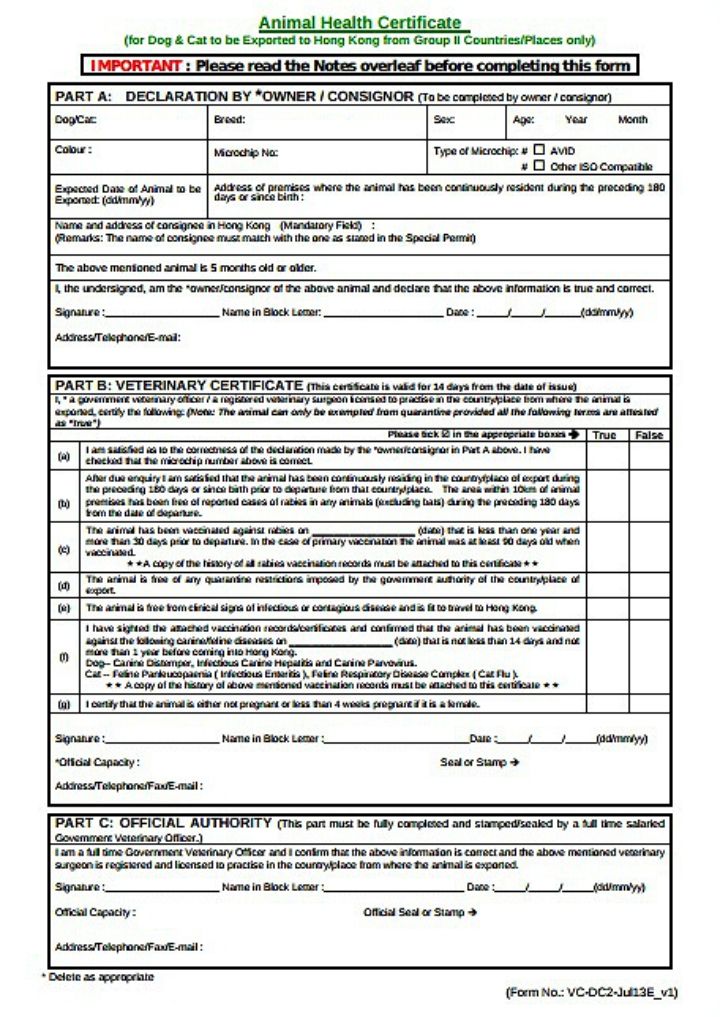 Animal Health Certificate
(for Dog & Cat to be Exported to Hong Kong from Group II Countries/Places only)
IMPORTANT : Please read the Notes overleaf before completing this form
PART A: DECLARATION BY *OWNER / CONSIGNOR (To be completed by owner / consignor)
Dog/Cat: Breed: Sex: Age: Year Month
Colour : Microchip No: Type of Microchip: # ☐ AVID
# ☐ Other ISO Compatible
Expected Date of Animal to be
Exported: (dd/mm/yy)
Address of premises where the animal has been continuously resident during the preceding 180
days or since birth :
Name and address of consignee in Hong Kong (Mandatory Field) :
(Remarks: The name of consignee must match with the one as stated in the Special Permit)
The above mentioned animal is 5 months old or older.
I, the undersigned, am the *owner/consignor of the above animal and declare that the above information is true and correct.
Signature :____________________ Name in Block Letter: ____________________ Date : _____/_____/_____(dd/mm/yy)
Address/Telephone/E-mail:
PART B: VETERINARY CERTIFICATE (This certificate is valid for 14 days from the date of issue)
I, * a government veterinary officer / a registered veterinary surgeon licensed to practise in the country/place from where the animal is
exported, certify the following: (Note: The animal can only be exempted from quarantine provided all the following terms are attested
as "true")
Please tick ☑ in the appropriate boxes ➔ True False
(a) I am satisfied as to the correctness of the declaration made by the *owner/consignor in Part A above. I have
checked that the microchip number above is correct.
(b) After due enquiry I am satisfied that the animal has been continuously residing in the country/place of export during
the preceding 180 days or since birth prior to departure from that country/place. The area within 10km of animal
premises has been free of reported cases of rabies in any animals (excluding bats) during the preceding 180 days
from the date of departure.
(c) The animal has been vaccinated against rabies on ____________________ (date) that is less than one year and
more than 30 days prior to departure. In the case of primary vaccination the animal was at least 90 days old when
vaccinated.
★★A copy of the history of all rabies vaccination records must be attached to this certificate★★
(d) The animal is free of any quarantine restrictions imposed by the government authority of the country/place of
export.
(e) The animal is free from clinical signs of infectious or contagious disease and is fit to travel to Hong Kong.
(f) I have sighted the attached vaccination records/certificates and confirmed that the animal has been vaccinated
against the following canine/feline diseases on ____________________ (date) that is not less than 14 days and not
more than 1 year before coming into Hong Kong.
Dog-- Canine Distemper, Infectious Canine Hepatitis and Canine Parvovirus.
Cat -- Feline Panleucopaenia ( Infectious Enteritis ), Feline Respiratory Disease Complex ( Cat Flu ).
★★ A copy of the history of above mentioned vaccination records must be attached to this certificate ★★
(g) I certify that the animal is either not pregnant or less than 4 weeks pregnant if it is a female.
Signature :____________________ Name in Block Letter :____________________Date :_____/_____/_____(dd/mm/yy)
*Official Capacity : Seal or Stamp ➔
Address/Telephone/Fax/E-mail :
PART C: OFFICIAL AUTHORITY (This part must be fully completed and stamped/sealed by a full time salaried
Government Veterinary Officer.)
I am a full time Government Veterinary Officer and I confirm that the above information is correct and the above mentioned veterinary
surgeon is registered and licensed to practise in the country/place from where the animal is exported.
Signature :____________________ Name in Block Letter :____________________ Date :_____/_____/_____(dd/mm/yy)
Official Capacity : Official Seal or Stamp ➔
Address/Telephone/Fax/E-mail :
* Delete as appropriate
(Form No.: VC-DC2-Jul13E_v1)